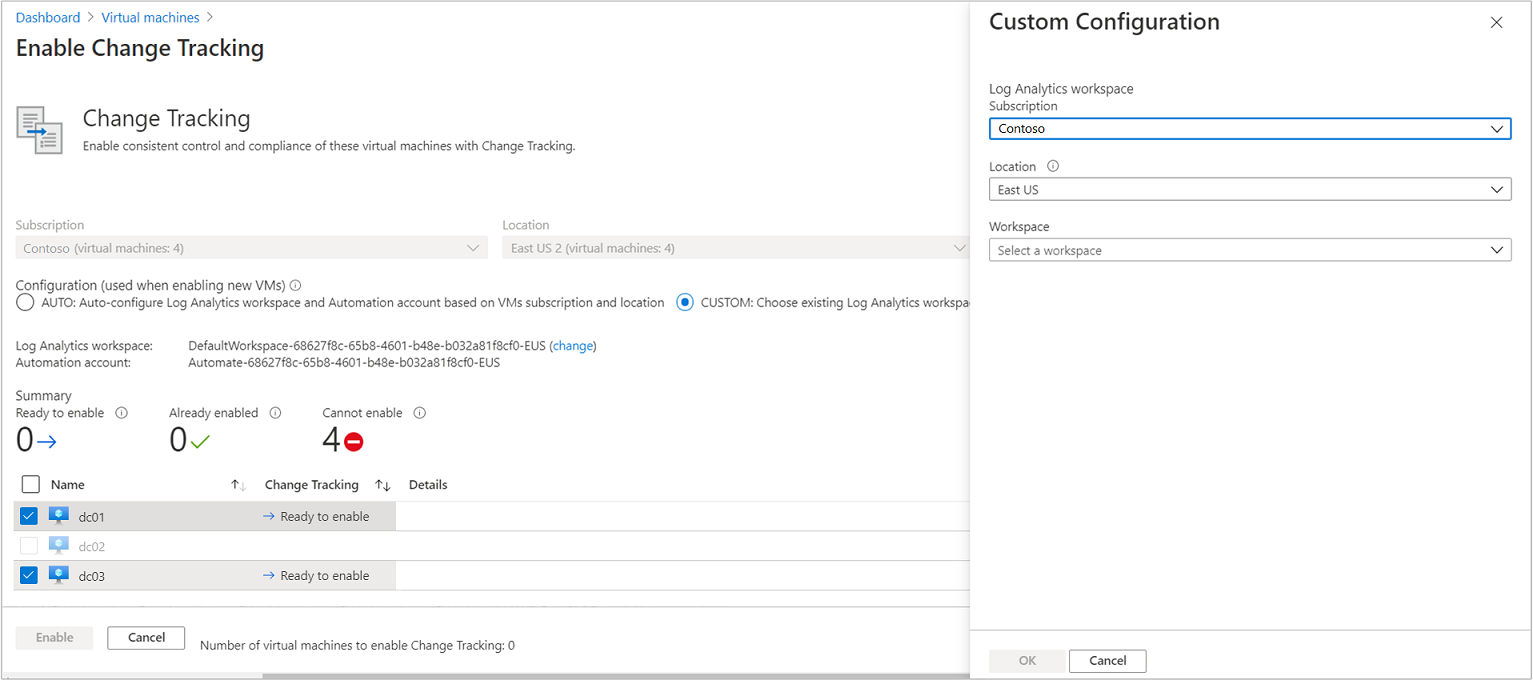 Dashboard > Virtual machines >
Enable Change Tracking
Change Tracking
Enable consistent control and compliance of these virtual machines with Change Tracking.
Subscription
Contoso (virtual machines: 4)
Location
East US 2 (virtual machines: 4)
Configuration (used when enabling new VMs)
AUTO: Auto-configure Log Analytics workspace and Automation account based on VMs subscription and location
CUSTOM: Choose existing Log Analytics workspa
Log Analytics workspace: DefaultWorkspace-68627f8c-65b8-4601-b48e-b032a81f8cf0-EUS (change)
Automation account: Automate-68627f8c-65b8-4601-b48e-b032a81f8cf0-EUS
Summary
Ready to enable Already enabled Cannot enable
0 0 4
Name Change Tracking Details
dc01 Ready to enable
dc02
dc03 Ready to enable
Enable Cancel Number of virtual machines to enable Change Tracking: 0
Custom Configuration
Log Analytics workspace
Subscription
Contoso
Location
East US
Workspace
Select a workspace
OK Cancel